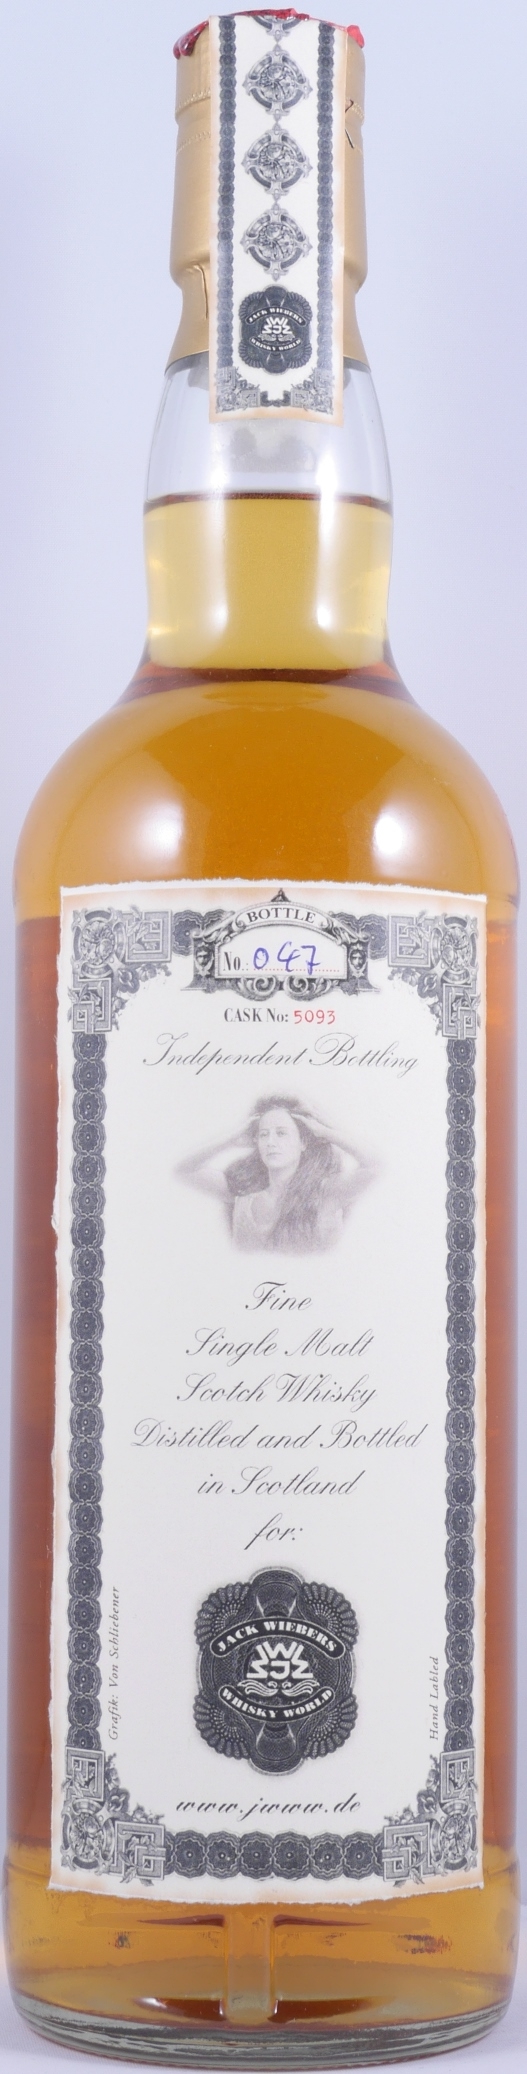 JACK WIEBERS
JWWW
WHISKY WORLD
BOTTLE
No.: 047
CASK No: 5093
Independent Bottling
Fine
Single Malt
Scotch Whisky
Distilled and Bottled
in Scotland
for:
JACK WIEBERS
WHISKY WORLD
www.jwww.de
Grafik: Von Schliebener
Hand Labled